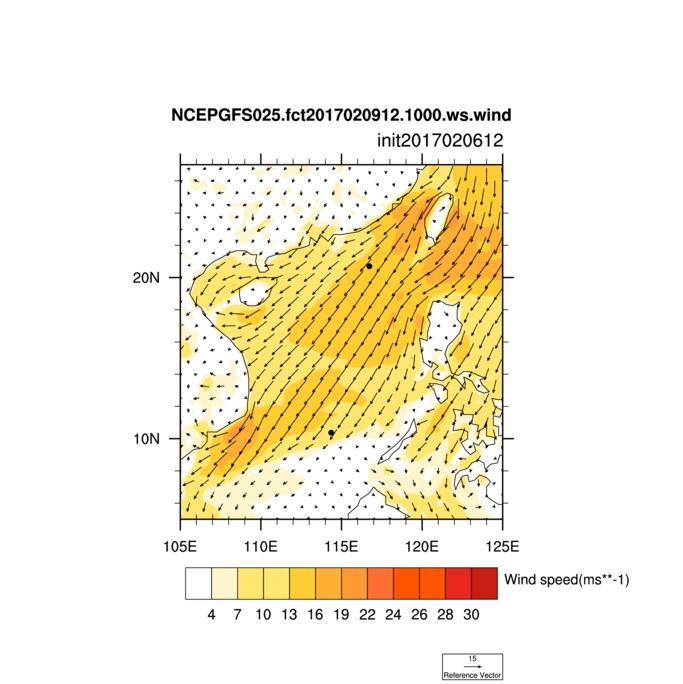 NCEPGFS025.fct2017020912.1000.ws.wind
init2017020612
20N
10N
105E 110E 115E 120E 125E
Wind speed(ms**-1)
4 7 10 13 16 19 22 24 26 28 30
15
Reference Vector